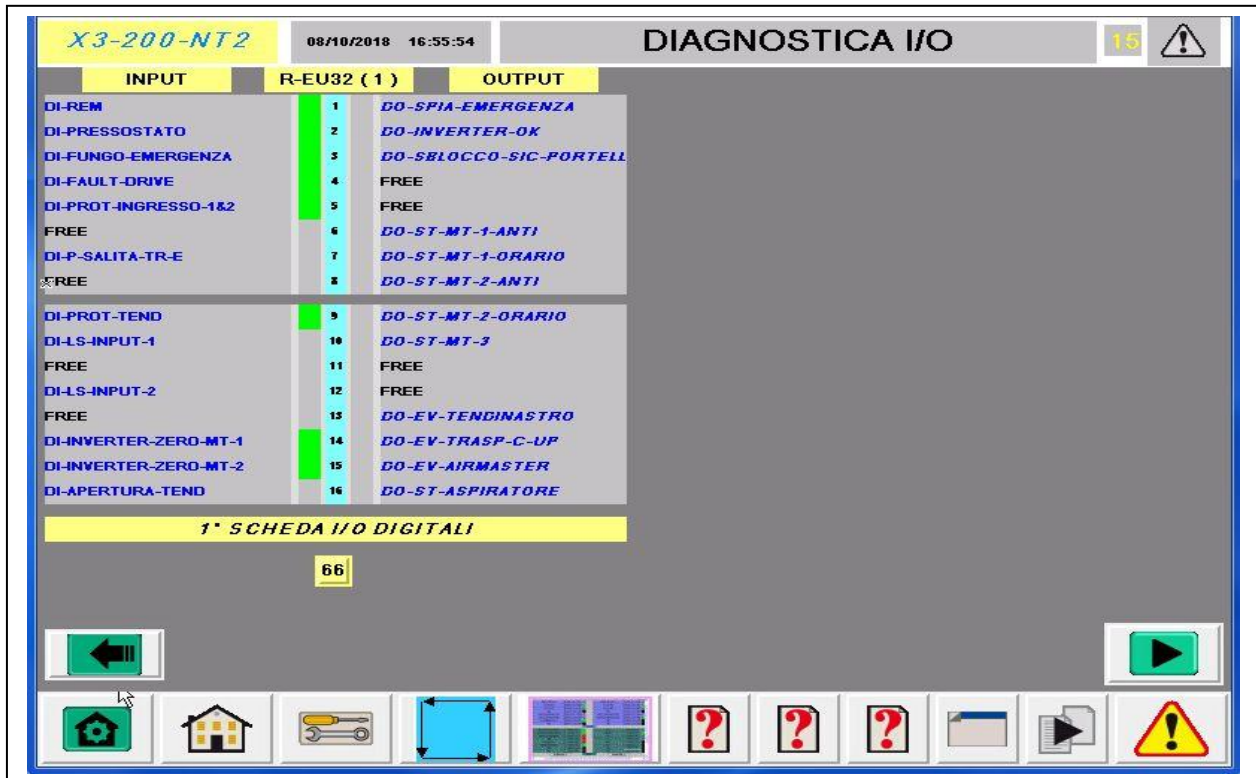 X3-200-NT2 08/10/2018 16:55:54 DIAGNOSTICA I/O 15
INPUT R-EU32 ( 1 ) OUTPUT
DI-REM 1 DO-SPIA-EMERGENZA
DI-PRESSOSTATO 2 DO-INVERTER-OK
DI-FUNGO-EMERGENZA 3 DO-SBLOCCO-SIC-PORTELL
DI-FAULT-DRIVE 4 FREE
DI-PROT-INGRESSO-1&2 5 FREE
FREE 6 DO-ST-MT-1-ANTI
DI-P-SALITA-TR-E 7 DO-ST-MT-1-ORARIO
FREE 8 DO-ST-MT-2-ANTI
DI-PROT-TEND 9 DO-ST-MT-2-ORARIO
DI-LS-INPUT-1 10 DO-ST-MT-3
FREE 11 FREE
DI-LS-INPUT-2 12 FREE
FREE 13 DO-EV-TENDINASTRO
DI-INVERTER-ZERO-MT-1 14 DO-EV-TRASP-C-UP
DI-INVERTER-ZERO-MT-2 15 DO-EV-AIRMASTER
DI-APERTURA-TEND 16 DO-ST-ASPIRATORE
1° SCHEDA I/O DIGITALI
66
? ? ? !